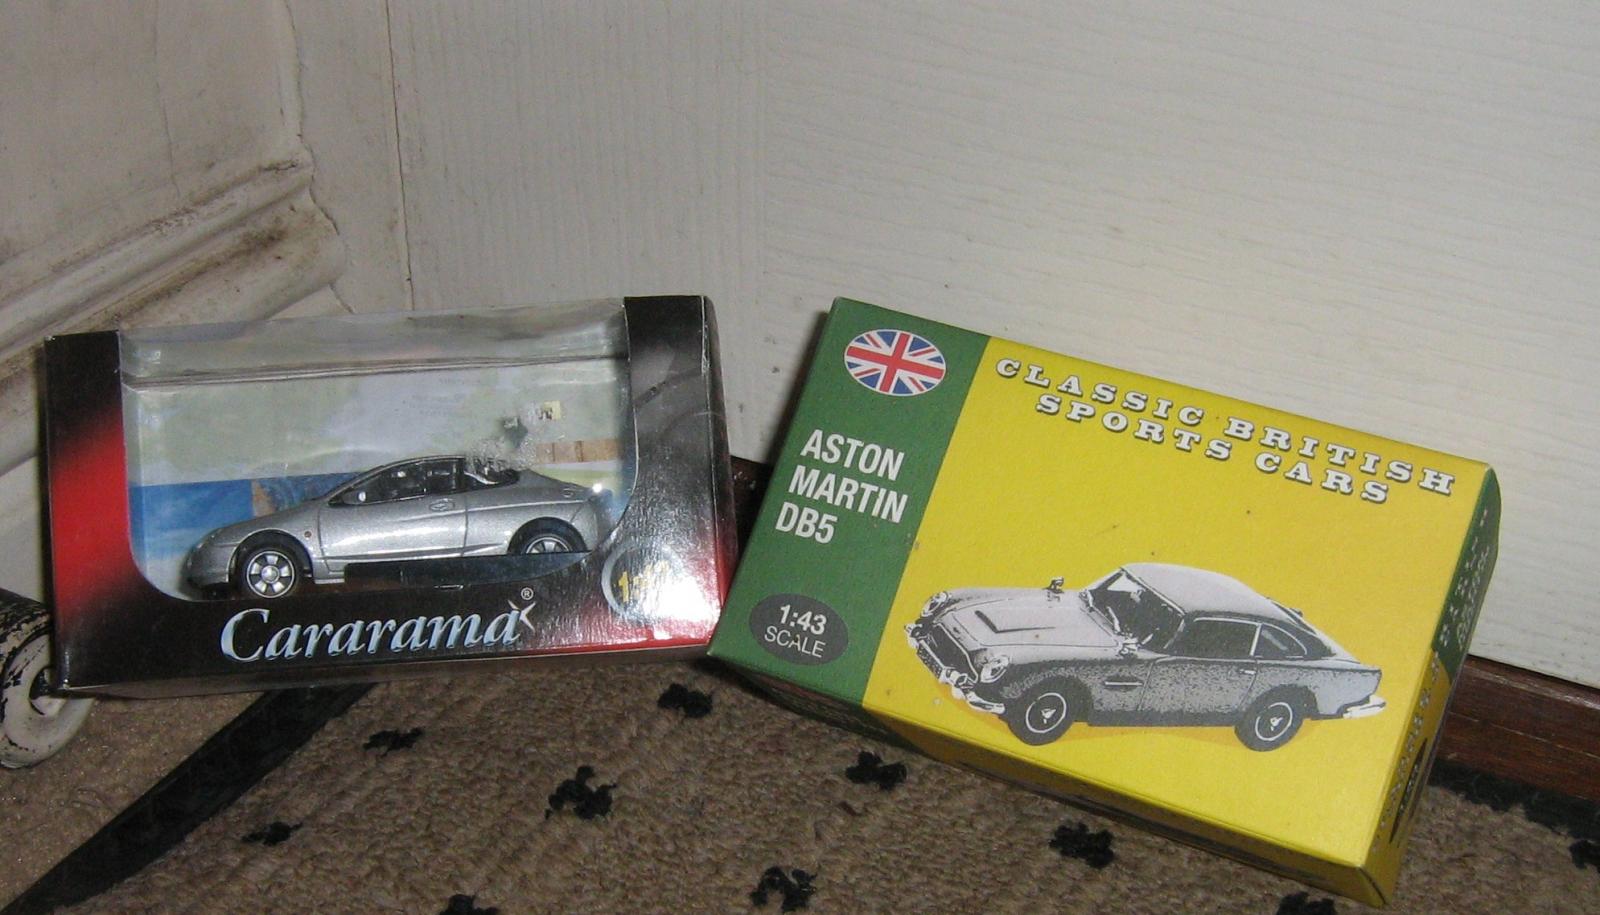 Cararama®
ASTON
MARTIN
DB5
1:43
SCALE
CLASSIC BRITISH
SPORTS CARS